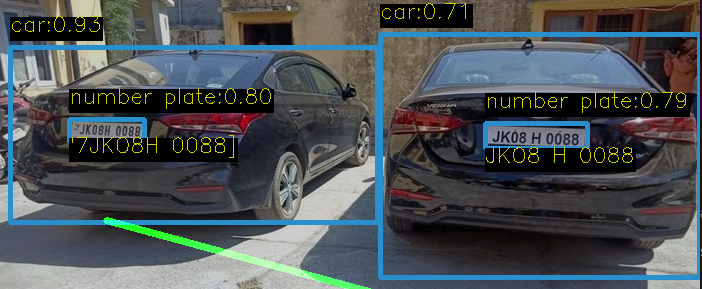 car:0.93
number plate:0.80
JK08H 0088
'7JK08H 0088]
car:0.71
VERNA
number plate:0.79
JK08 H 0088
JK08 H 0088